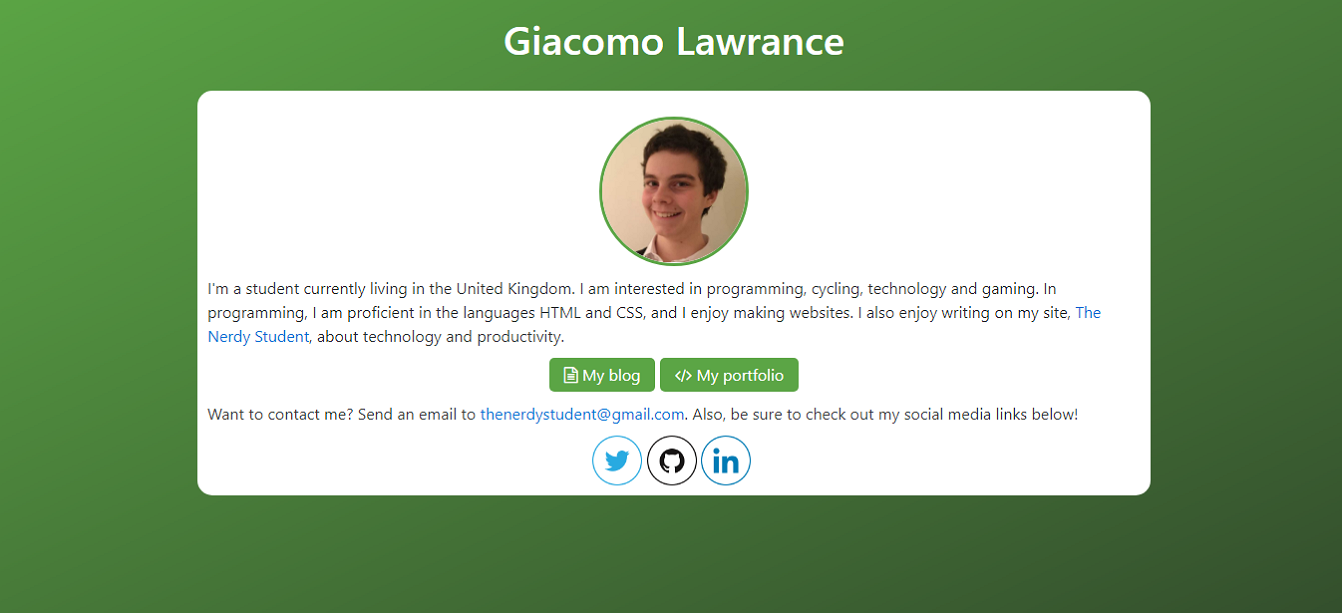 Giacomo Lawrance
I'm a student currently living in the United Kingdom. I am interested in programming, cycling, technology and gaming. In
programming, I am proficient in the languages HTML and CSS, and I enjoy making websites. I also enjoy writing on my site, The
Nerdy Student, about technology and productivity.
My blog </> My portfolio
Want to contact me? Send an email to thenerdystudent@gmail.com. Also, be sure to check out my social media links below!
in